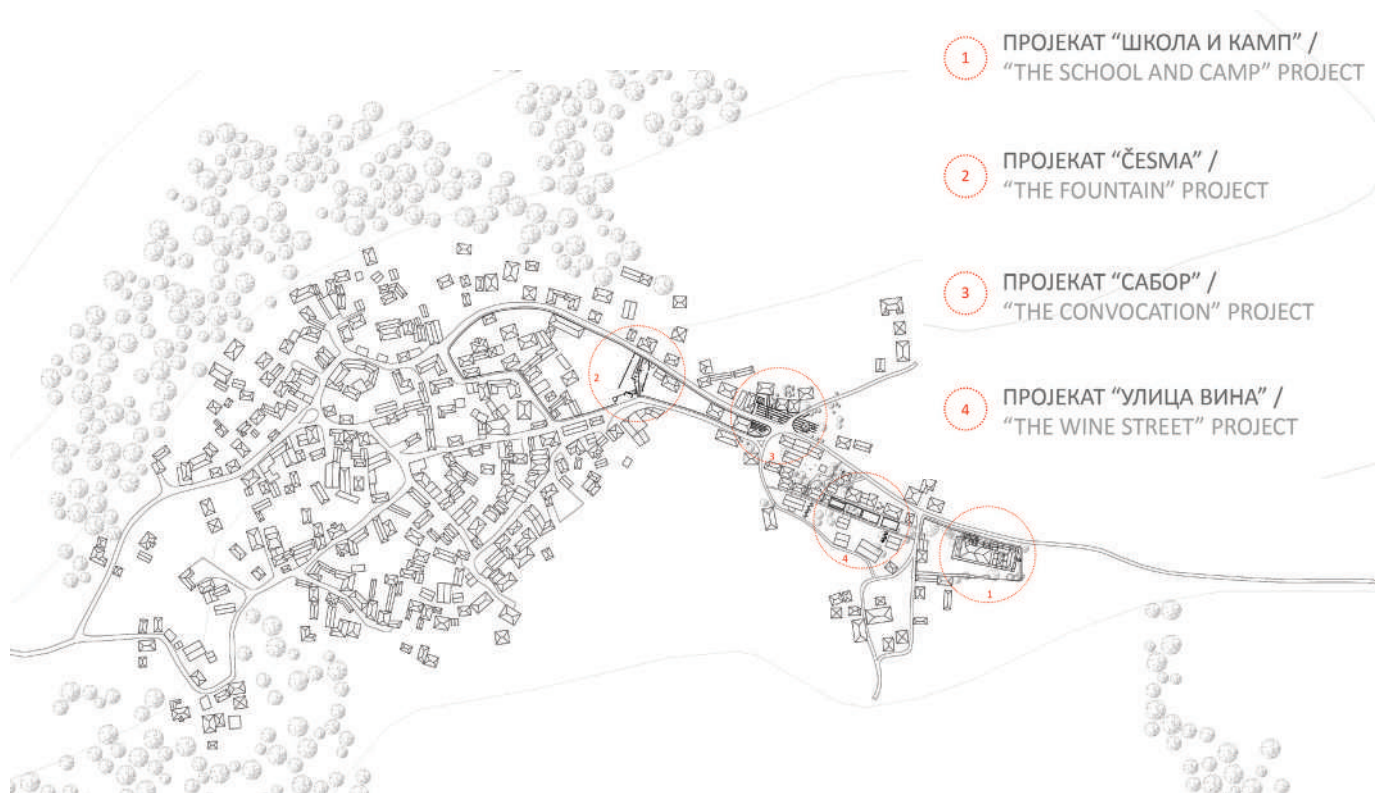 1
ПРОЈЕКАТ “ШКОЛА И КАМП” /
“THE SCHOOL AND CAMP” PROJECT
2
ПРОЈЕКАТ “ČESMA” /
“THE FOUNTAIN” PROJECT
3
ПРОЈЕКАТ “САБОР” /
“THE CONVOCATION” PROJECT
4
ПРОЈЕКАТ “УЛИЦА ВИНА” /
“THE WINE STREET” PROJECT
2
3
4
1